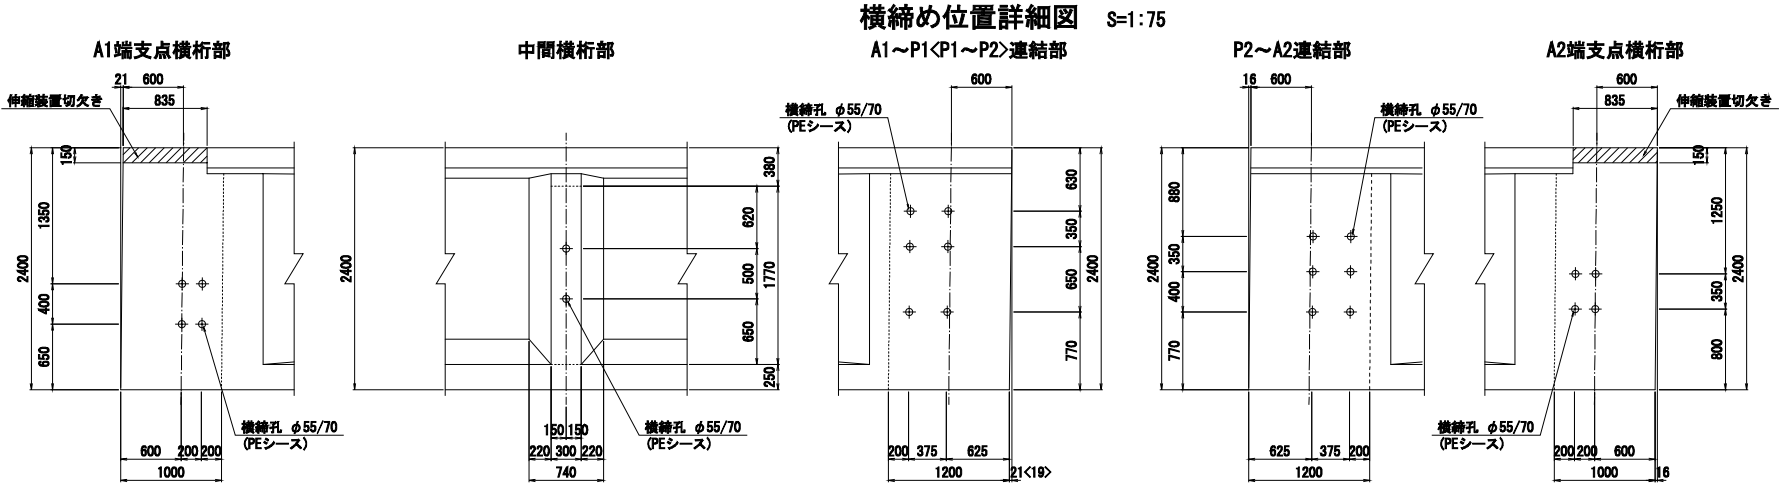 横締め位置詳細図 S=1:75
A1端支点横桁部
21 600
伸縮装置切欠き
835
150
1350
2400
400
650
横締孔 φ55/70
(PEシース)
600 200 200
1000
中間横桁部
380
620
2400
500
1770
650
250
横締孔 φ55/70
(PEシース)
150 150
220 300 220
740
A1～P1<P1～P2>連結部
600
横締孔 φ55/70
(PEシース)
630
350
650
2400
770
200 375 625
1200 21<19>
P2～A2連結部
16 600
横締孔 φ55/70
(PEシース)
880
350
2400
400
770
625 375 200
1200
A2端支点横桁部
600
835 伸縮装置切欠き
150
1250
2400
350
800
横締孔 φ55/70
(PEシース)
200 200 600
1000 16